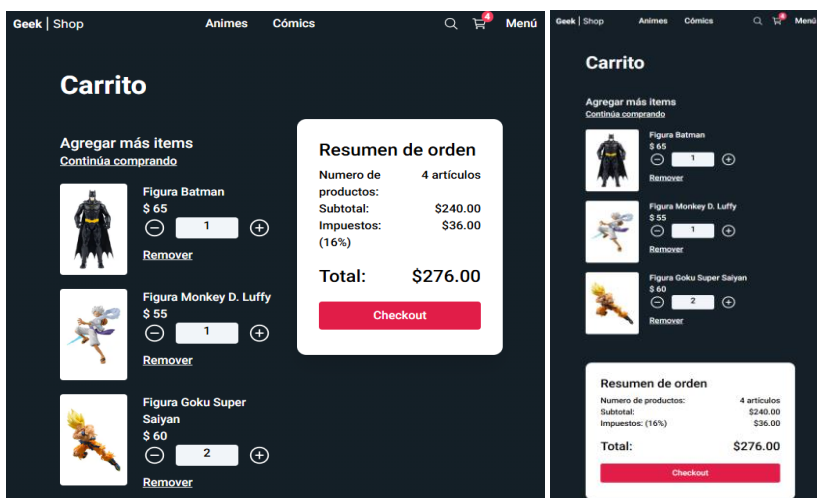 Geek | Shop Animes Cómics 4 Menú
Carrito
Agregar más items
Continúa comprando
Figura Batman
$ 65
1
Remover
Figura Monkey D. Luffy
$ 55
1
Remover
Figura Goku Super
Saiyan
$ 60
2
Remover
Resumen de orden
Numero de 4 artículos
productos:
Subtotal: $240.00
Impuestos: $36.00
(16%)
Total: $276.00
Checkout
Geek | Shop Animes Cómics 4 Menú
Carrito
Agregar más items
Continúa comprando
Figura Batman
$ 65
1
Remover
Figura Monkey D. Luffy
$ 55
1
Remover
Figura Goku Super Saiyan
$ 60
2
Remover
Resumen de orden
Numero de productos: 4 artículos
Subtotal: $240.00
Impuestos: (16%) $36.00
Total: $276.00
Checkout